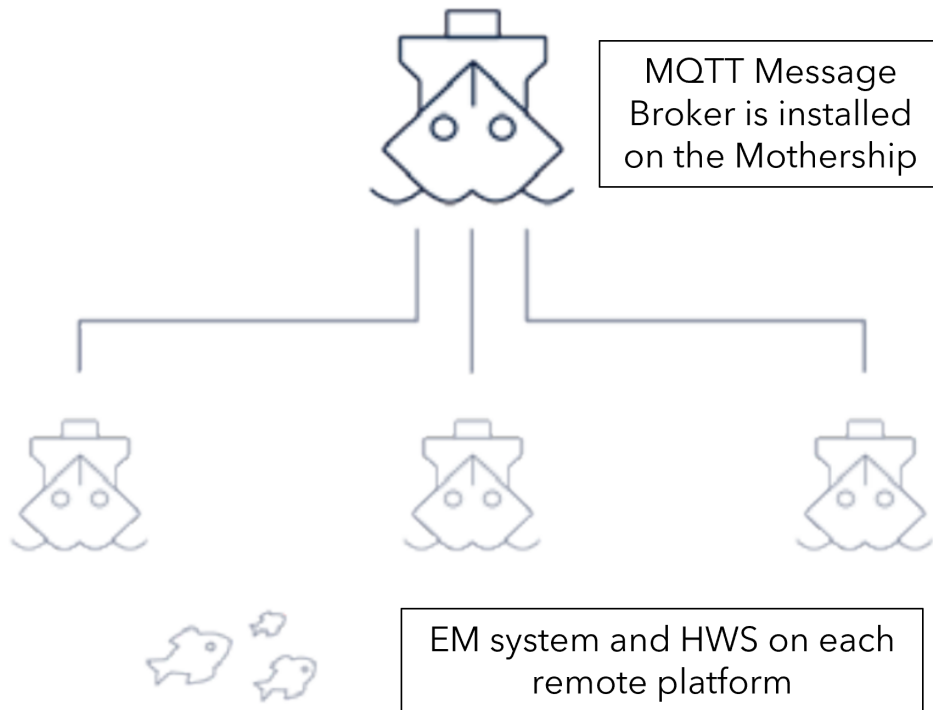 MQTT Message
Broker is installed
on the Mothership
EM system and HWS on each
remote platform